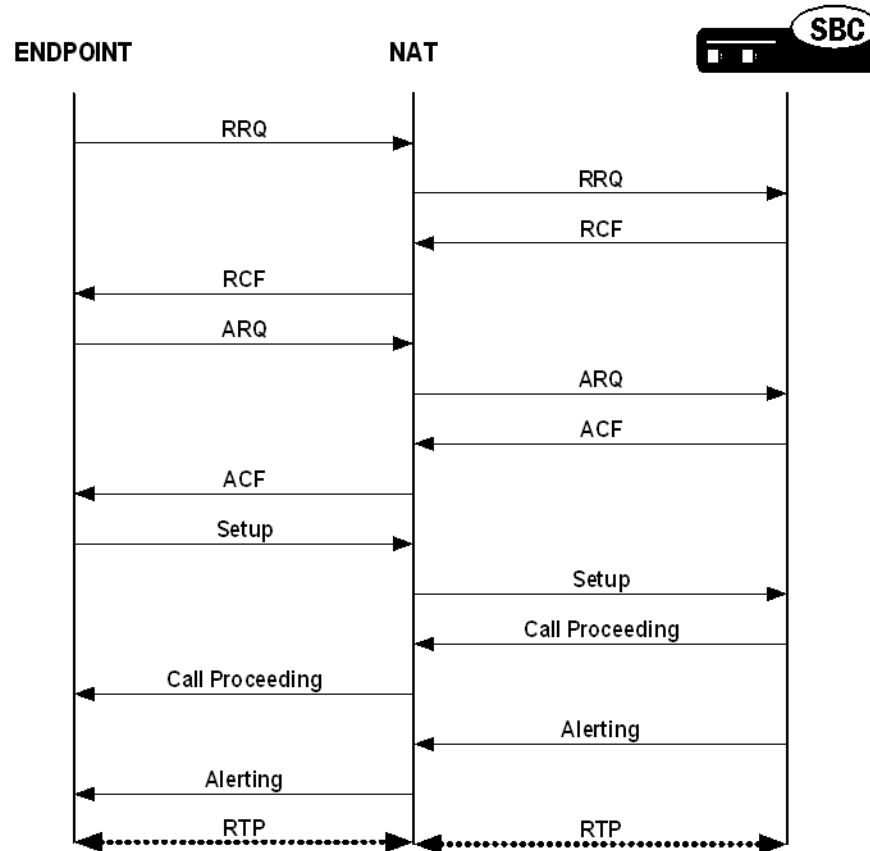 SBC
ENDPOINT
NAT
RRQ
RRQ
RCF
RCF
ARQ
ARQ
ACF
ACF
Setup
Setup
Call Proceeding
Call Proceeding
Alerting
Alerting
RTP
RTP